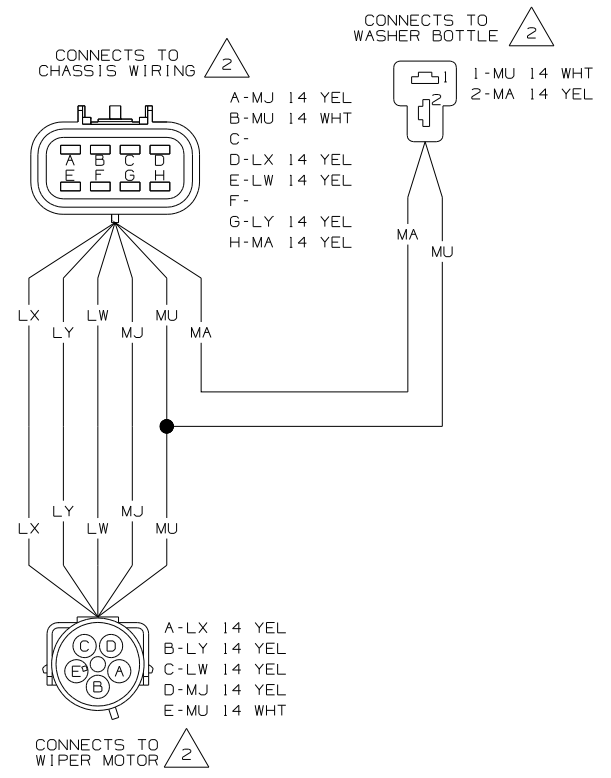 CONNECTS TO
WASHER BOTTLE 2
CONNECTS TO
CHASSIS WIRING 2
1
2
1-MU 14 WHT
2-MA 14 YEL
A-MJ 14 YEL
B-MU 14 WHT
C-
D-LX 14 YEL
E-LW 14 YEL
F-
G-LY 14 YEL
H-MA 14 YEL
A B C D
E F G H
MA
MU
LX LW MU
LY MJ MA
LY MJ
LX LW MU
C D
E A
B
A-LX 14 YEL
B-LY 14 YEL
C-LW 14 YEL
D-MJ 14 YEL
E-MU 14 WHT
CONNECTS TO
WIPER MOTOR 2